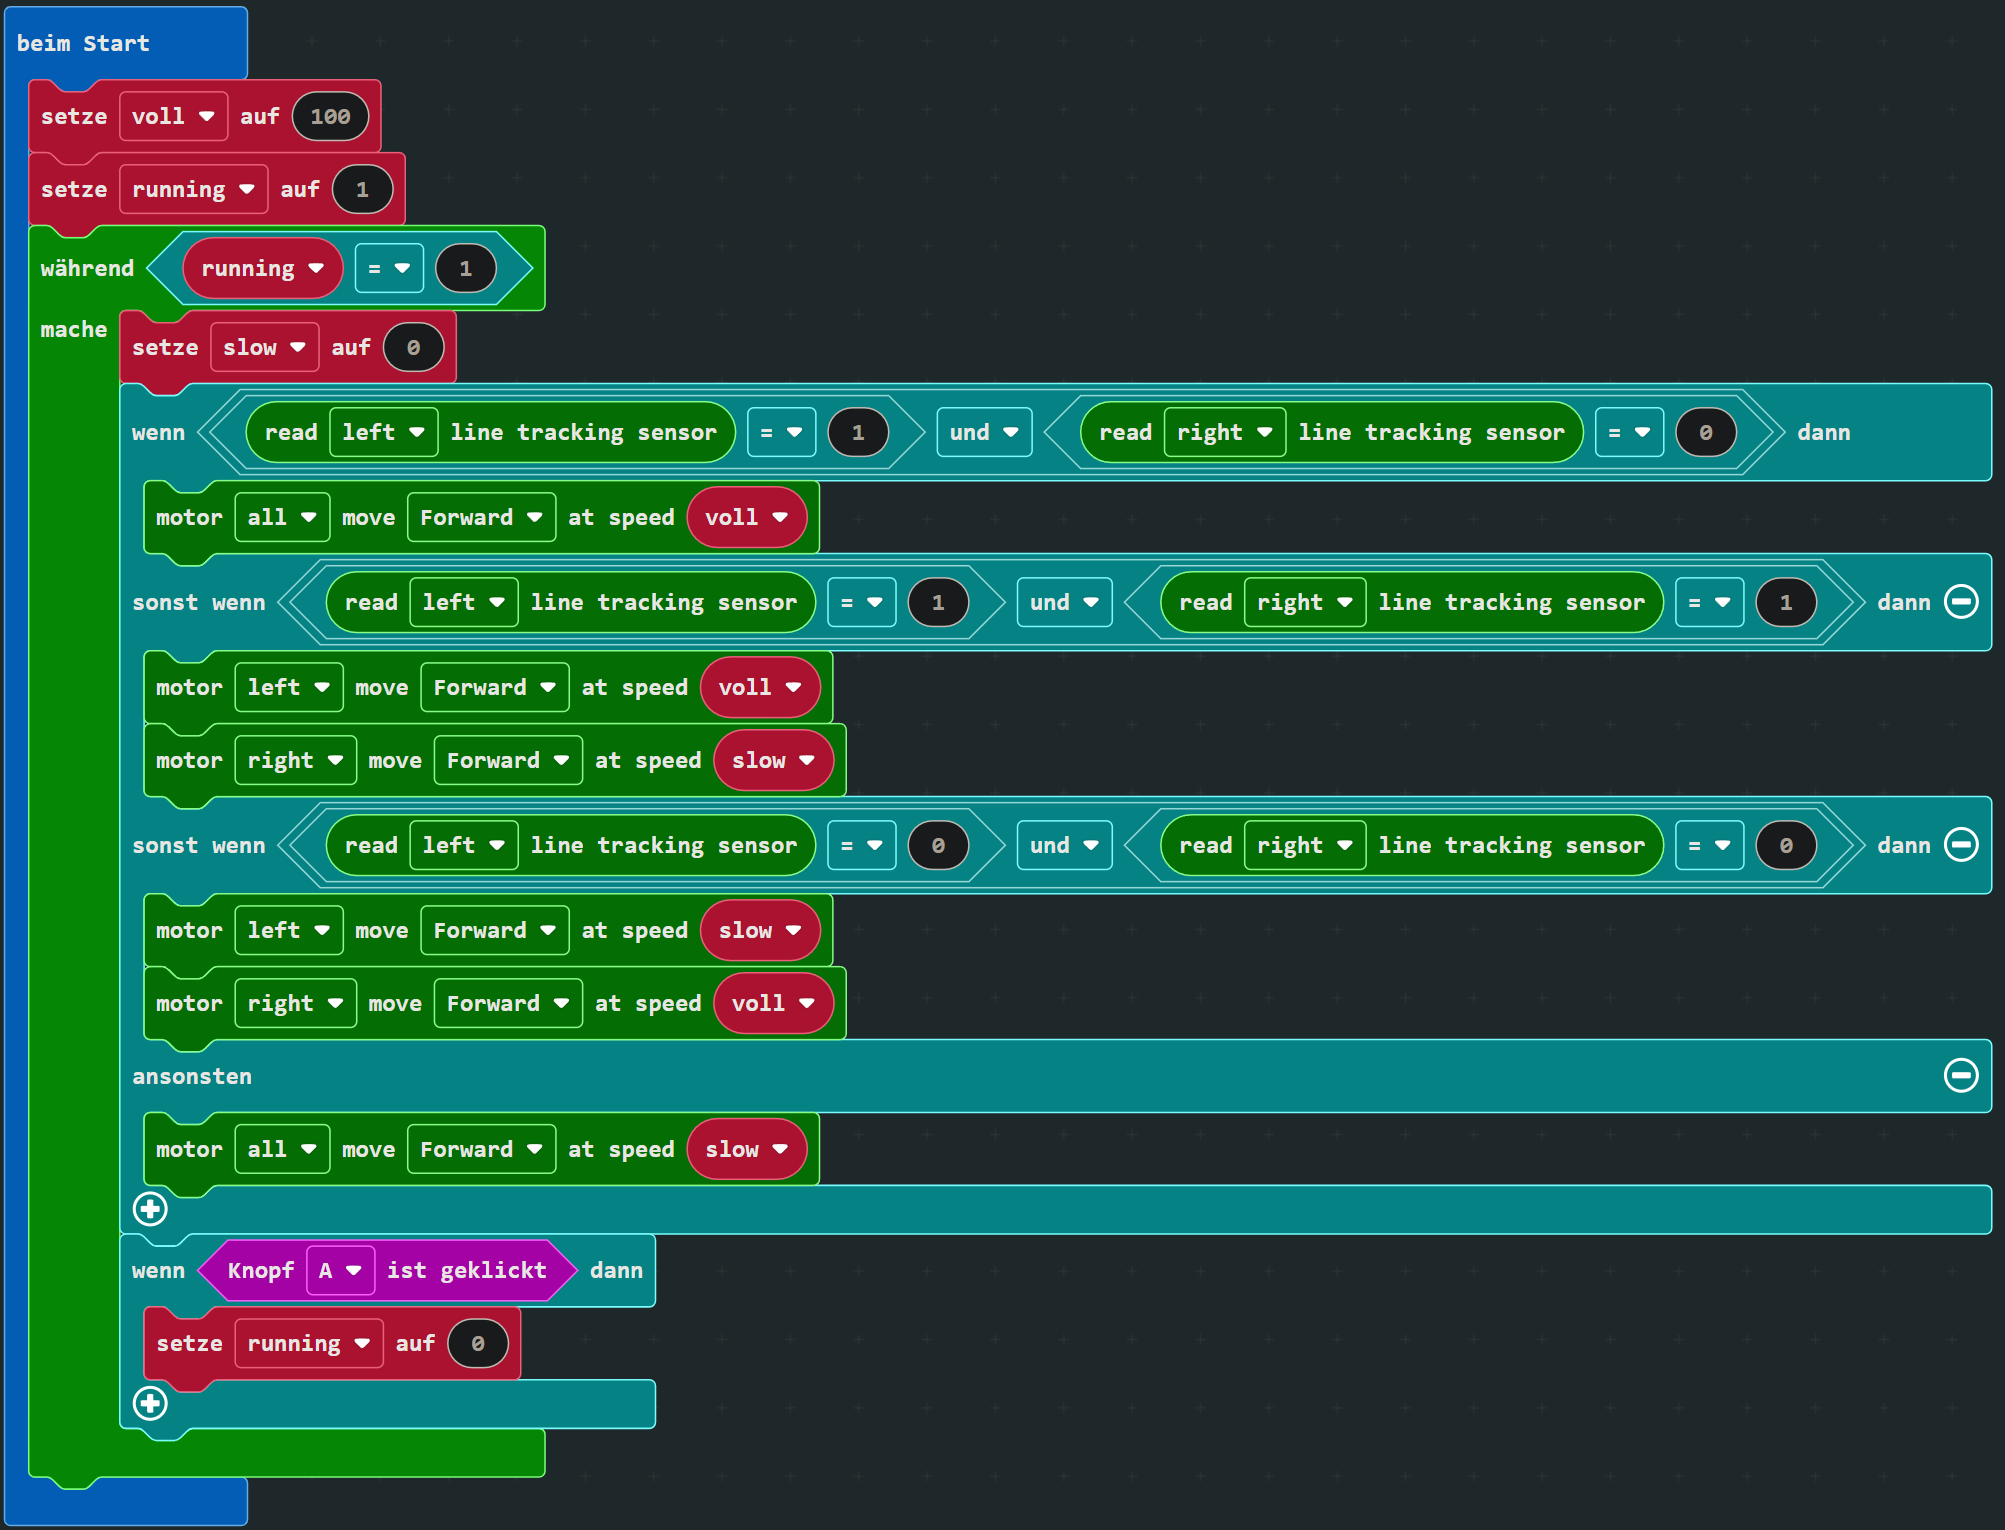 beim Start
setze voll auf 100
setze running auf 1
während running = 1
mache setze slow auf 0
wenn read left line tracking sensor = 1 und read right line tracking sensor = 0 dann
motor all move Forward at speed voll
sonst wenn read left line tracking sensor = 1 und read right line tracking sensor = 1 dann
motor left move Forward at speed voll
motor right move Forward at speed slow
sonst wenn read left line tracking sensor = 0 und read right line tracking sensor = 0 dann
motor left move Forward at speed slow
motor right move Forward at speed voll
ansonsten
motor all move Forward at speed slow
wenn Knopf A ist geklickt dann
setze running auf 0